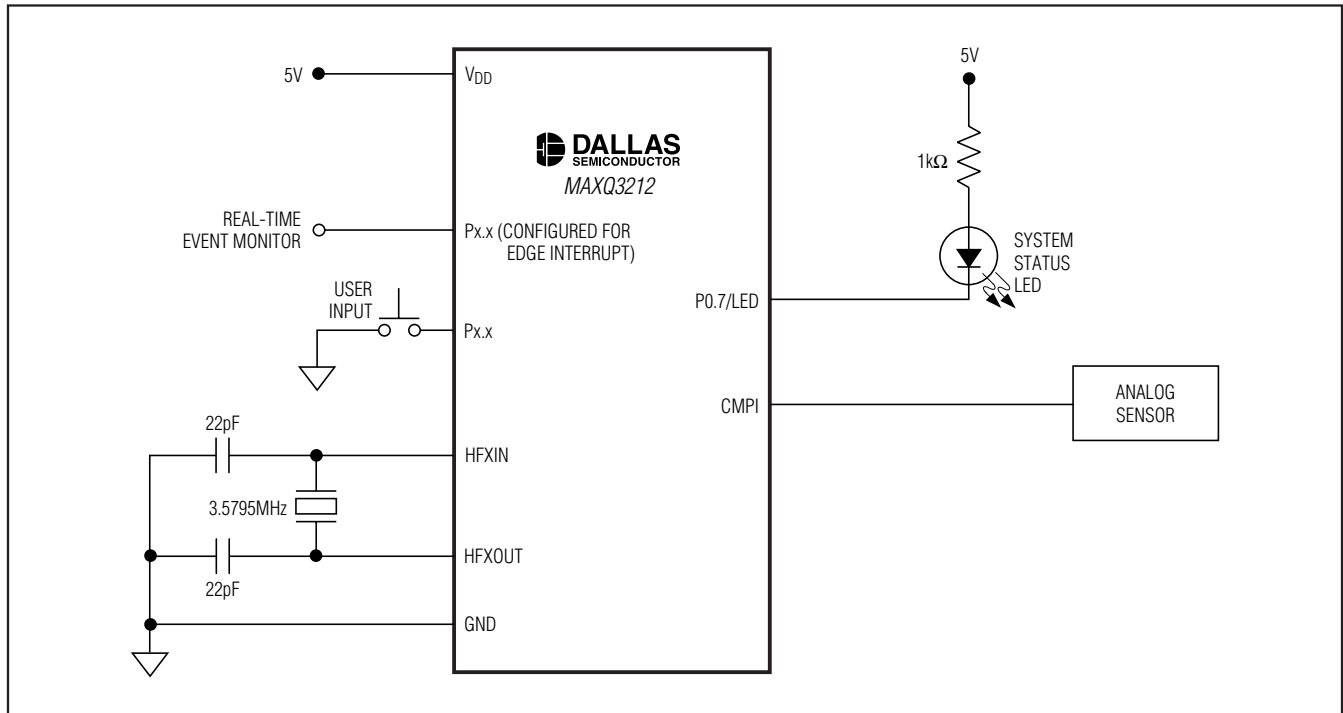 5V
V_DD
DALLAS
SEMICONDUCTOR
MAXQ3212
REAL-TIME
EVENT MONITOR
Px.x (CONFIGURED FOR
EDGE INTERRUPT)
USER
INPUT
Px.x
22pF
HFXIN
3.5795MHz
HFXOUT
22pF
GND
5V
1kΩ
SYSTEM
STATUS
LED
P0.7/LED
CMPI
ANALOG
SENSOR